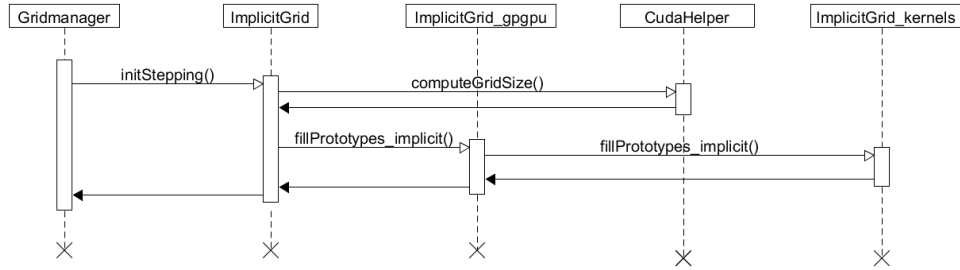 Gridmanager
ImplicitGrid
ImplicitGrid_gpgpu
CudaHelper
ImplicitGrid_kernels
initStepping()
computeGridSize()
fillPrototypes_implicit()
fillPrototypes_implicit()